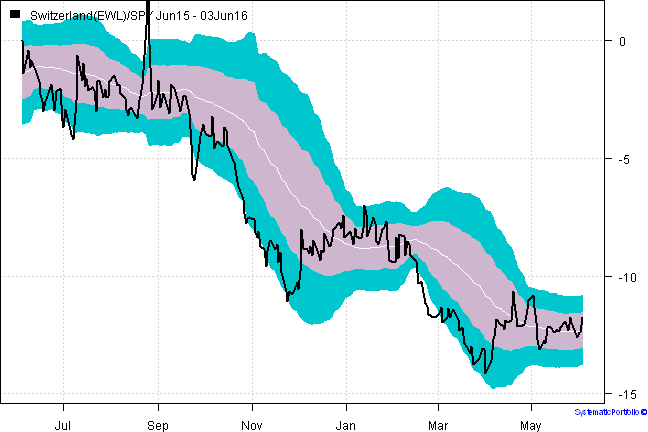 Switzerland(EWL)/SPY Jun15 - 03Jun16
0
-5
-10
-15
Jul Sep Nov Jan Mar May
SystematicPortfolio ©